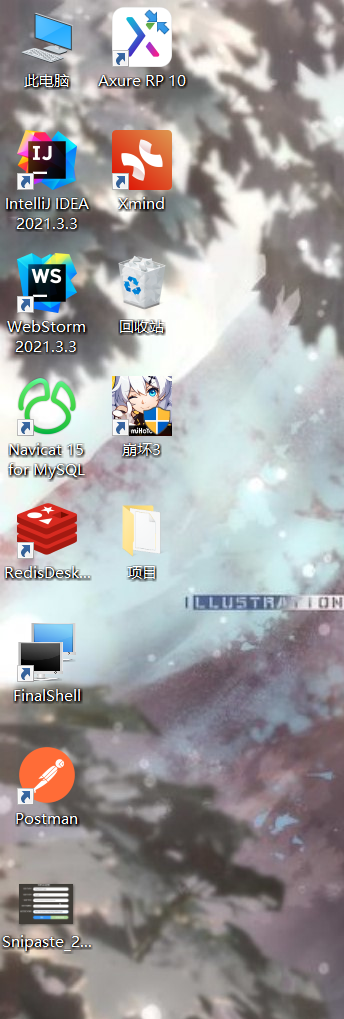 此电脑
Axure RP 10
IJ
IntelliJ IDEA
2021.3.3
Xmind
WS
WebStorm
2021.3.3
回收站
Navicat 15
for MySQL
miHoYo
崩坏3
RedisDesk...
项目
ILLUSTRATION
FinalShell
Postman
Snipaste_2...